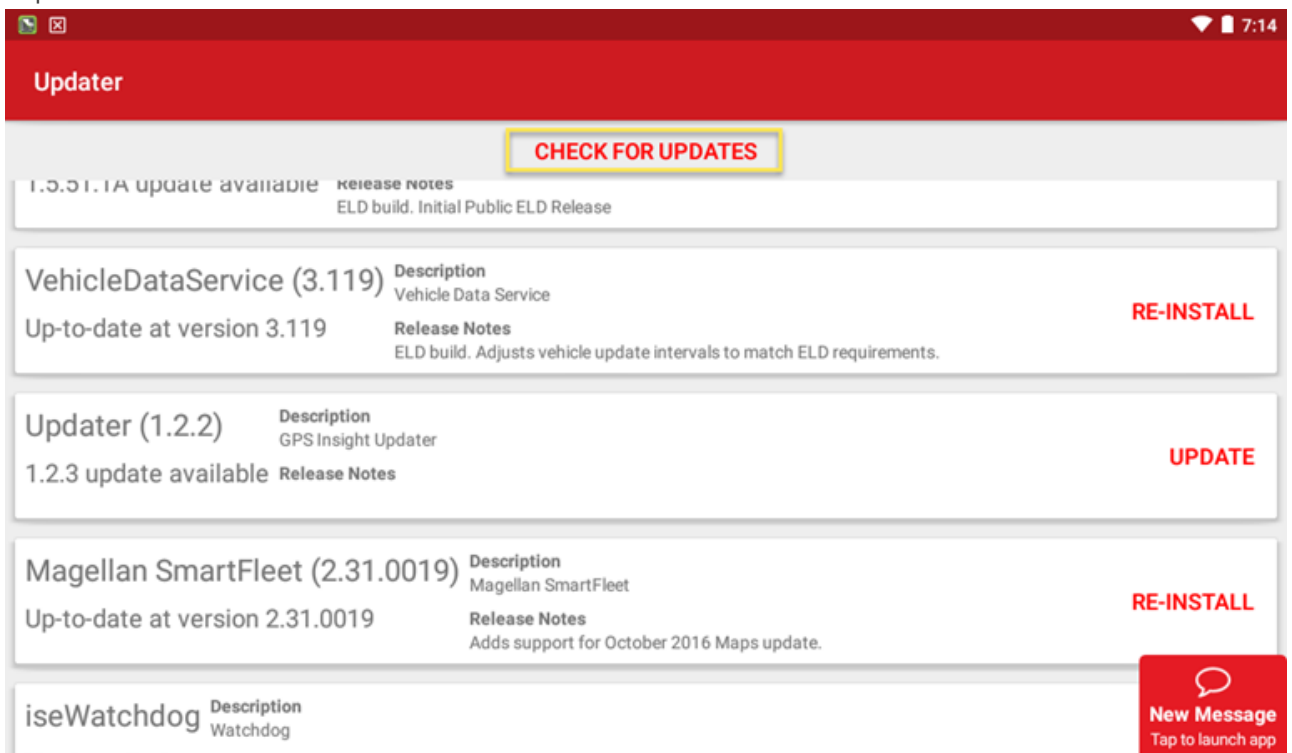 7:14
Updater
CHECK FOR UPDATES
1.5.51.1A update available Release Notes
ELD build. Initial Public ELD Release
VehicleDataService (3.119) Description
Vehicle Data Service
Up-to-date at version 3.119 Release Notes
ELD build. Adjusts vehicle update intervals to match ELD requirements.
RE-INSTALL
Updater (1.2.2) Description
GPS Insight Updater
1.2.3 update available Release Notes
UPDATE
Magellan SmartFleet (2.31.0019) Description
Magellan SmartFleet
Up-to-date at version 2.31.0019 Release Notes
Adds support for October 2016 Maps update.
RE-INSTALL
iseWatchdog Description
Watchdog
New Message
Tap to launch app